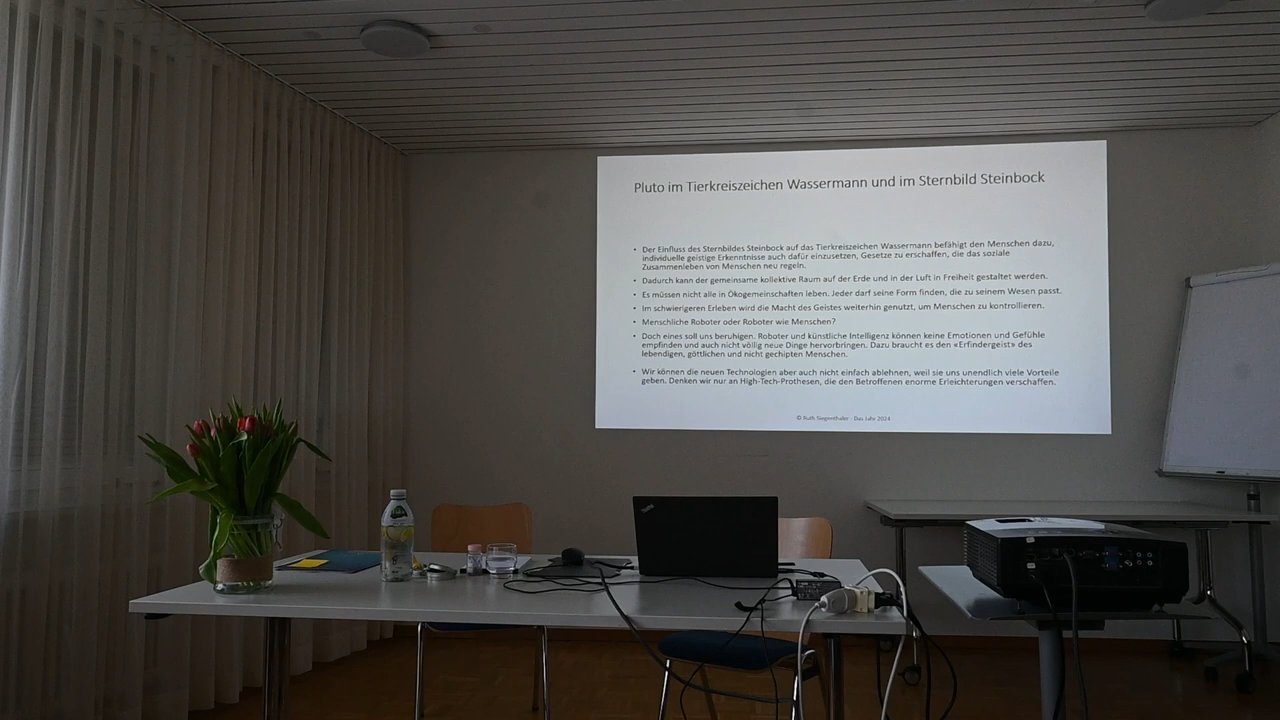 Pluto im Tierkreiszeichen Wassermann und im Sternbild Steinbock
• Der Einfluss des Sternbildes Steinbock auf das Tierkreiszeichen Wassermann befähigt den Menschen dazu,
individuelle geistige Erkenntnisse auch dafür einzusetzen, Gesetze zu erschaffen, die das soziale
Zusammenleben von Menschen neu regeln.
• Dadurch kann der gemeinsame kollektive Raum auf der Erde und in der Luft in Freiheit gestaltet werden.
• Es müssen nicht alle in Ökogemeinschaften leben. Jeder darf seine Form finden, die zu seinem Wesen passt.
• Im schwierigeren Erleben wird die Macht des Geistes weiterhin genutzt, um Menschen zu kontrollieren.
• Menschliche Roboter oder Roboter wie Menschen?
• Doch eines soll uns beruhigen. Roboter und künstliche Intelligenz können keine Emotionen und Gefühle
empfinden und auch nicht völlig neue Dinge hervorbringen. Dazu braucht es den «Erfindergeist» des
lebendigen, göttlichen und nicht gechipten Menschen.
• Wir können die neuen Technologien aber auch nicht einfach ablehnen, weil sie uns unendlich viele Vorteile
geben. Denken wir nur an High-Tech-Prothesen, die den Betroffenen enorme Erleichterungen verschaffen.
© Ruth Siegenthaler - Das Jahr 2024